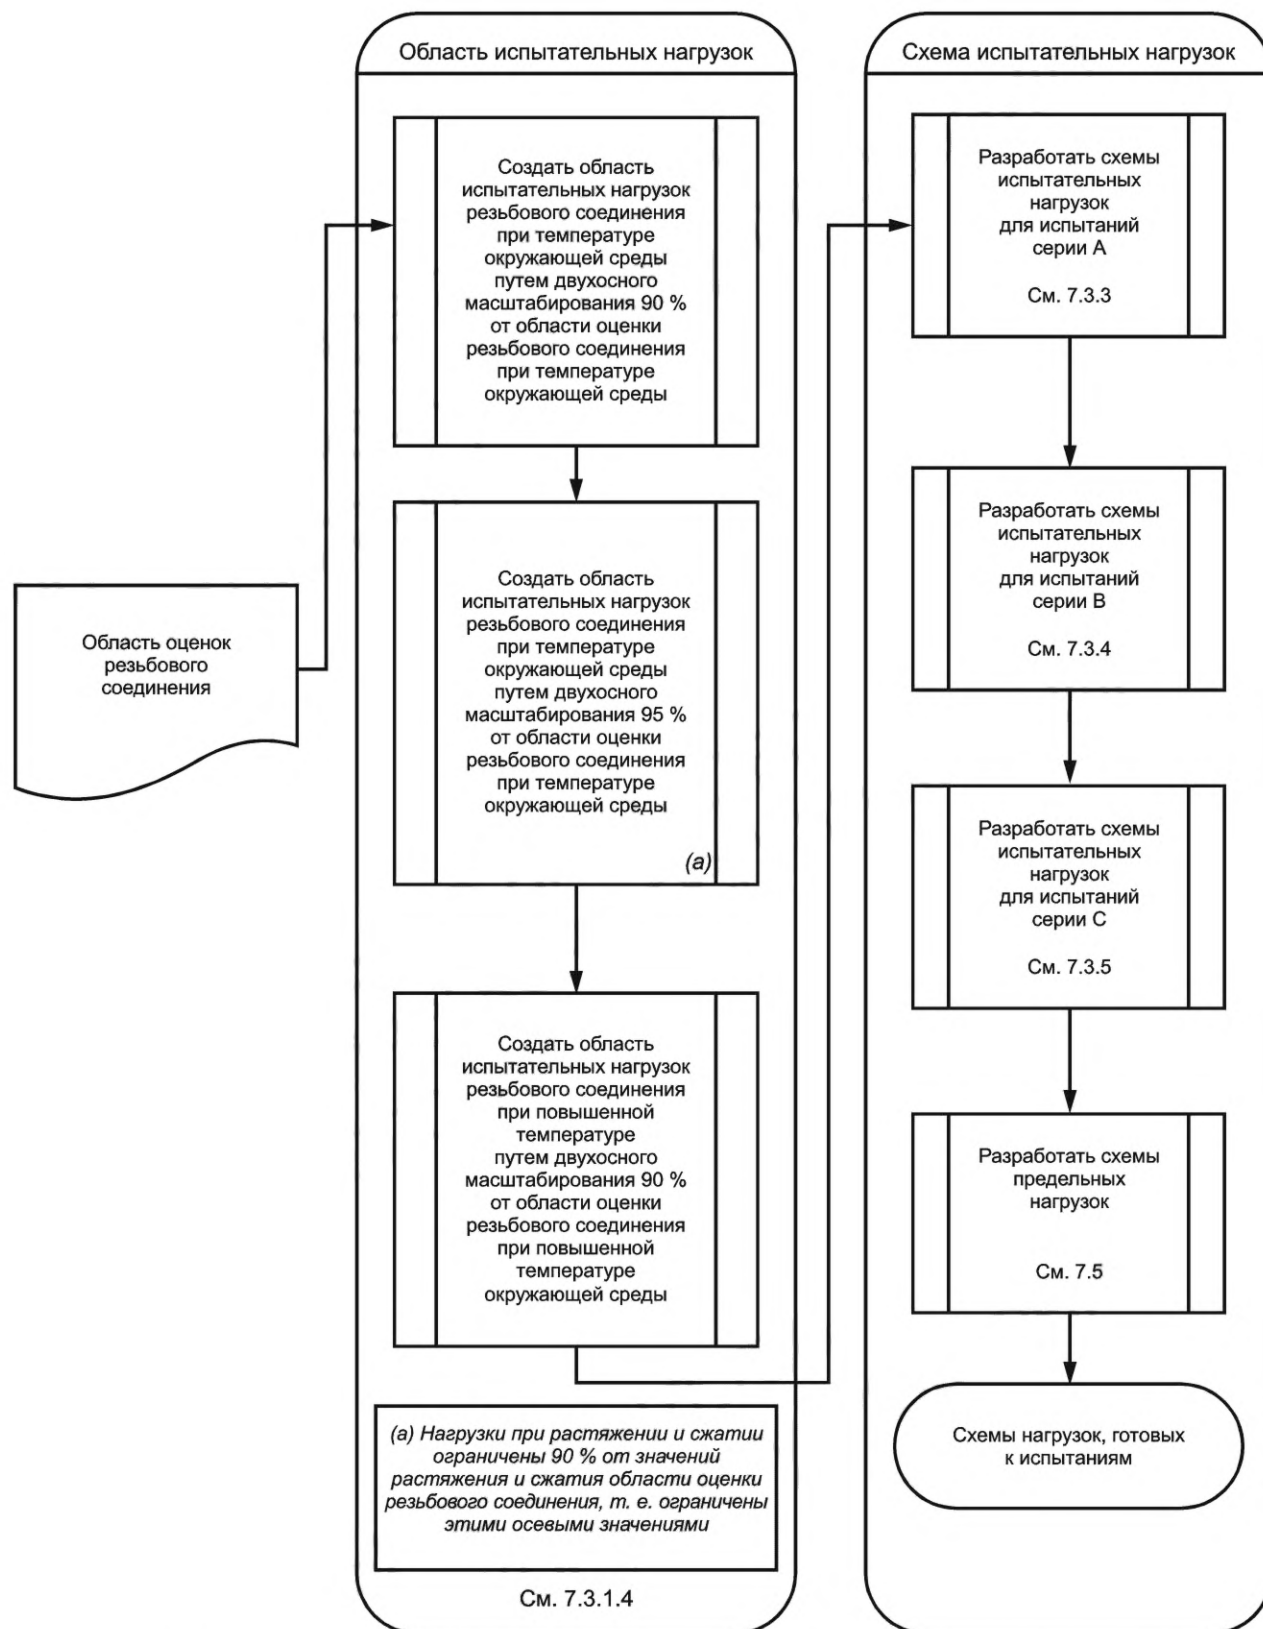 Область оценок
резьбового
соединения
Область испытательных нагрузок
Создать область
испытательных нагрузок
резьбового соединения
при температуре
окружающей среды
путем двухосного
масштабирования 90 %
от области оценки
резьбового соединения
при температуре
окружающей среды
Создать область
испытательных нагрузок
резьбового соединения
при температуре
окружающей среды
путем двухосного
масштабирования 95 %
от области оценки
резьбового соединения
при температуре
окружающей среды
(а)
Создать область
испытательных нагрузок
резьбового соединения
при повышенной
температуре
путем двухосного
масштабирования 90 %
от области оценки
резьбового соединения
при повышенной
температуре
окружающей среды
(а) Нагрузки при растяжении и сжатии
ограничены 90 % от значений
растяжения и сжатия области оценки
резьбового соединения, т. е. ограничены
этими осевыми значениями
См. 7.3.1.4
Схема испытательных нагрузок
Разработать схемы
испытательных
нагрузок
для испытаний
серии А
См. 7.3.3
Разработать схемы
испытательных
нагрузок
для испытаний
серии В
См. 7.3.4
Разработать схемы
испытательных
нагрузок
для испытаний
серии С
См. 7.3.5
Разработать схемы
предельных
нагрузок
См. 7.5
Схемы нагрузок, готовых
к испытаниям